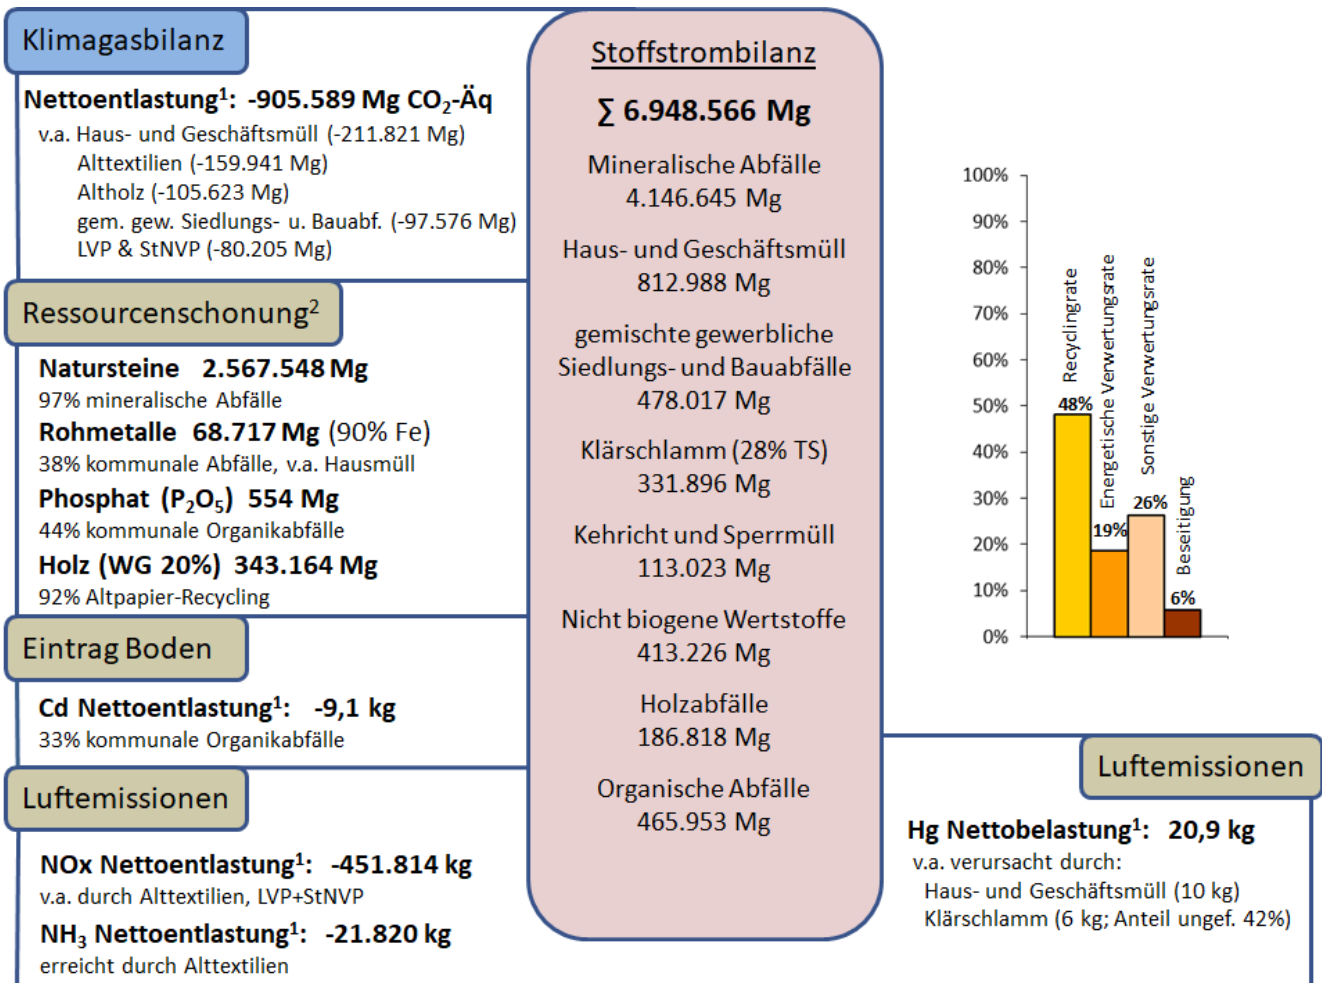 Klimagasbilanz
Nettoentlastung¹: -905.589 Mg CO₂-Äq
v.a. Haus- und Geschäftsmüll (-211.821 Mg)
Alttextilien (-159.941 Mg)
Altholz (-105.623 Mg)
gem. gew. Siedlungs- u. Bauabf. (-97.576 Mg)
LVP & StNVP (-80.205 Mg)
Ressourcenschonung²
Natursteine 2.567.548 Mg
97% mineralische Abfälle
Rohmetalle 68.717 Mg (90% Fe)
38% kommunale Abfälle, v.a. Hausmüll
Phosphat (P₂O₅) 554 Mg
44% kommunale Organikabfälle
Holz (WG 20%) 343.164 Mg
92% Altpapier-Recycling
Eintrag Boden
Cd Nettoentlastung¹: -9,1 kg
33% kommunale Organikabfälle
Luftemissionen
NOx Nettoentlastung¹: -451.814 kg
v.a. durch Alttextilien, LVP+StNVP
NH₃ Nettoentlastung¹: -21.820 kg
erreicht durch Alttextilien
Stoffstrombilanz
∑ 6.948.566 Mg
Mineralische Abfälle
4.146.645 Mg
Haus- und Geschäftsmüll
812.988 Mg
gemischte gewerbliche
Siedlungs- und Bauabfälle
478.017 Mg
Klärschlamm (28% TS)
331.896 Mg
Kehricht und Sperrmüll
113.023 Mg
Nicht biogene Wertstoffe
413.226 Mg
Holzabfälle
186.818 Mg
Organische Abfälle
465.953 Mg
100%
90%
80%
70%
60%
50%
40%
30%
20%
10%
0%
Recyclingrate
48%
Energetische Verwertungsrate
19%
Sonstige Verwertungsrate
26%
Beseitigung
6%
Luftemissionen
Hg Nettobelastung¹: 20,9 kg
v.a. verursacht durch:
Haus- und Geschäftsmüll (10 kg)
Klärschlamm (6 kg; Anteil ungef. 42%)